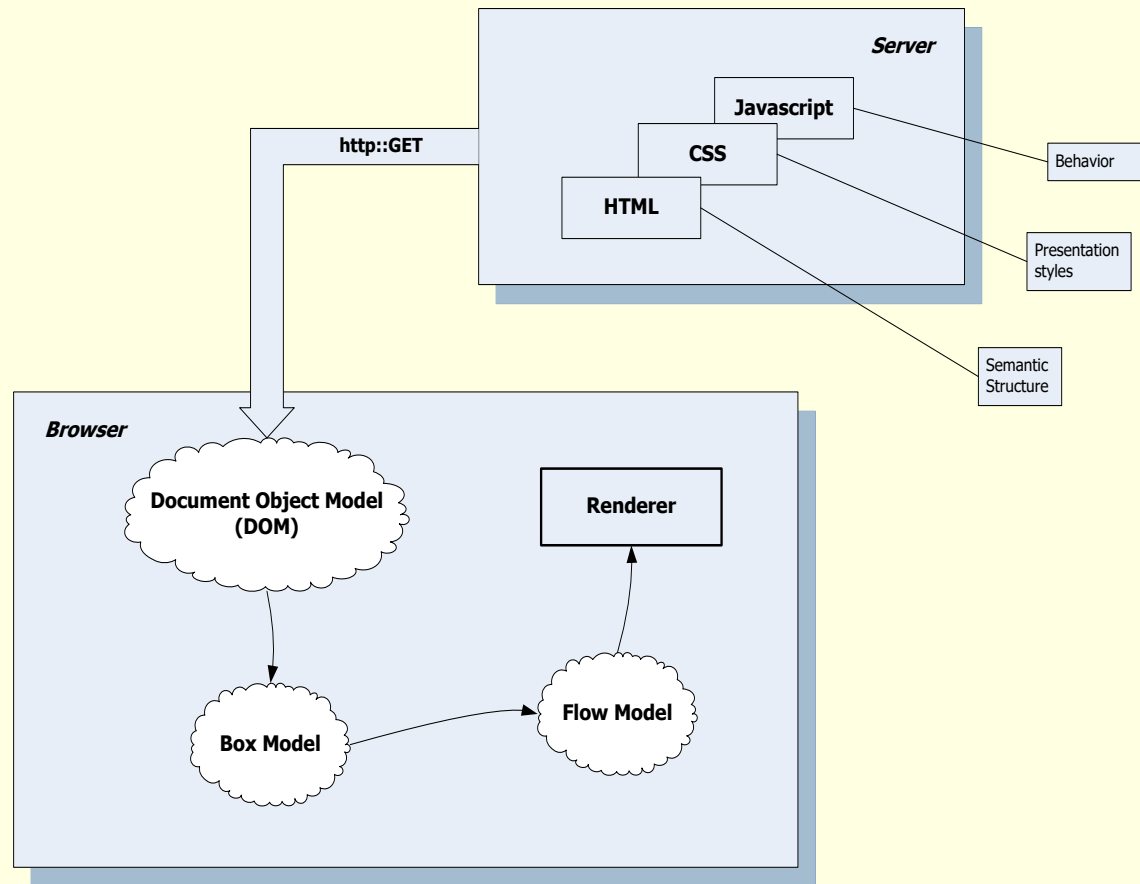 Server
Javascript
http::GET
CSS
Behavior
HTML
Presentation
styles
Semantic
Structure
Browser
Document Object Model
(DOM)
Renderer
Box Model
Flow Model